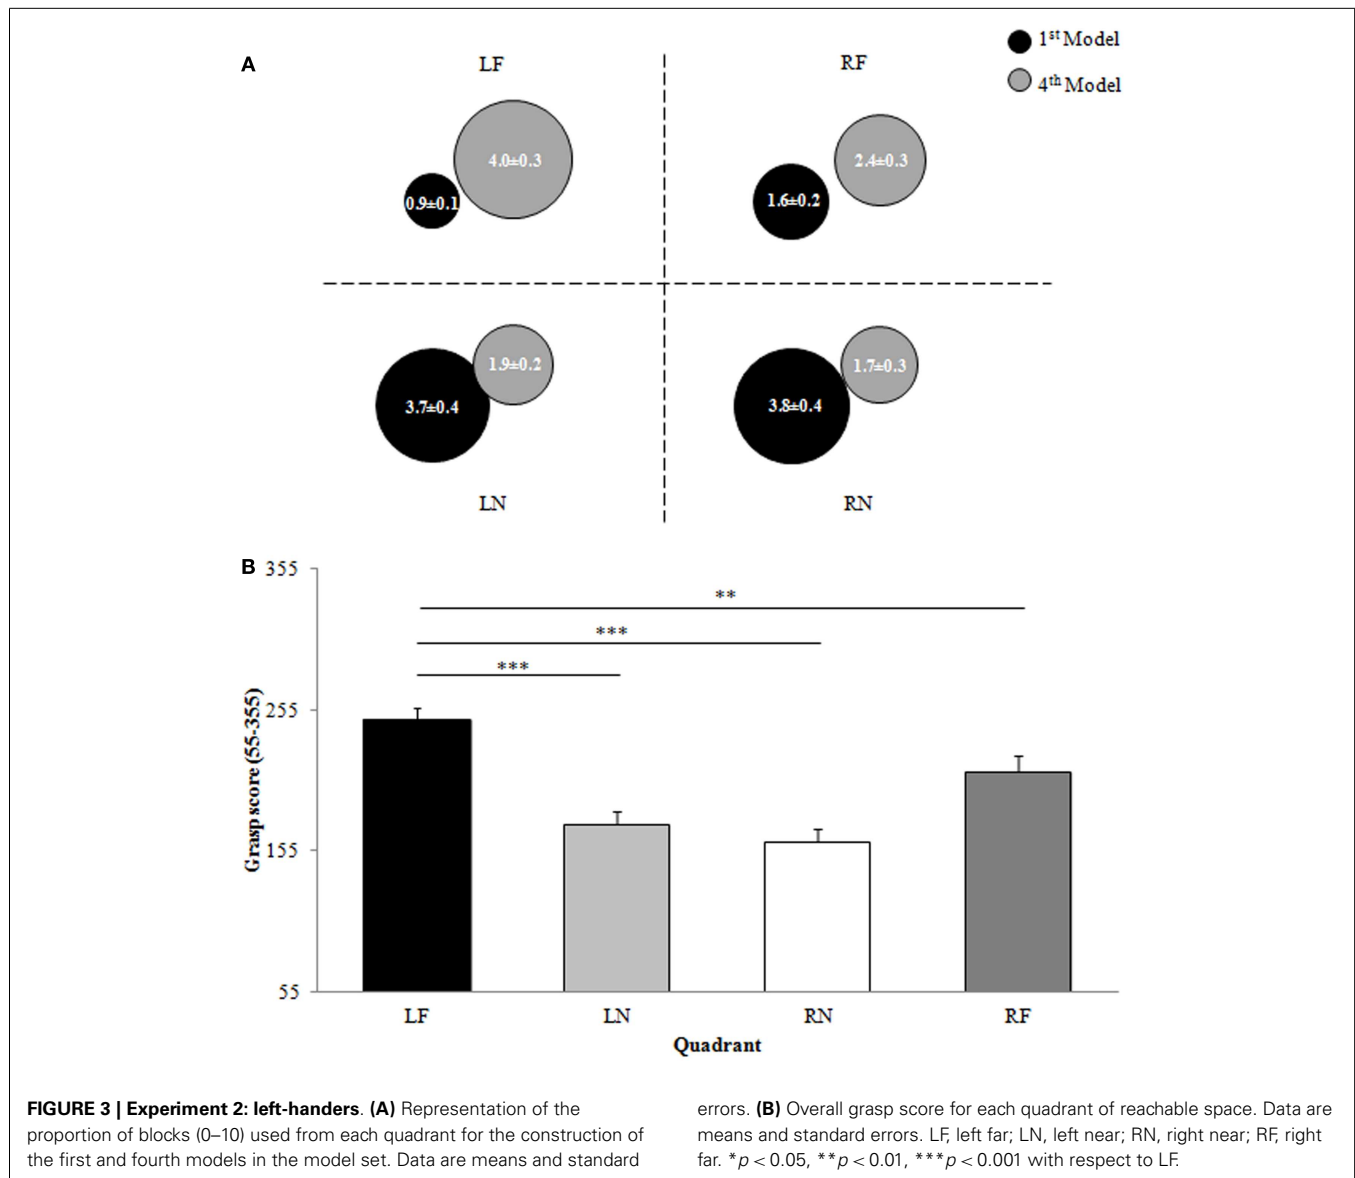 A
LF
RF
1st Model
4th Model
4.0±0.3
0.9±0.1
2.4±0.3
1.6±0.2
1.9±0.2
3.7±0.4
1.7±0.3
3.8±0.4
LN
RN
B
355
255
155
55
Grasp score (55-355)
**
***
***
LF
LN
RN
RF
Quadrant
FIGURE 3 | Experiment 2: left-handers. (A) Representation of the
proportion of blocks (0–10) used from each quadrant for the construction of
the first and fourth models in the model set. Data are means and standard
errors. (B) Overall grasp score for each quadrant of reachable space. Data are
means and standard errors. LF, left far; LN, left near; RN, right near; RF, right
far. *p < 0.05, **p < 0.01, ***p < 0.001 with respect to LF.